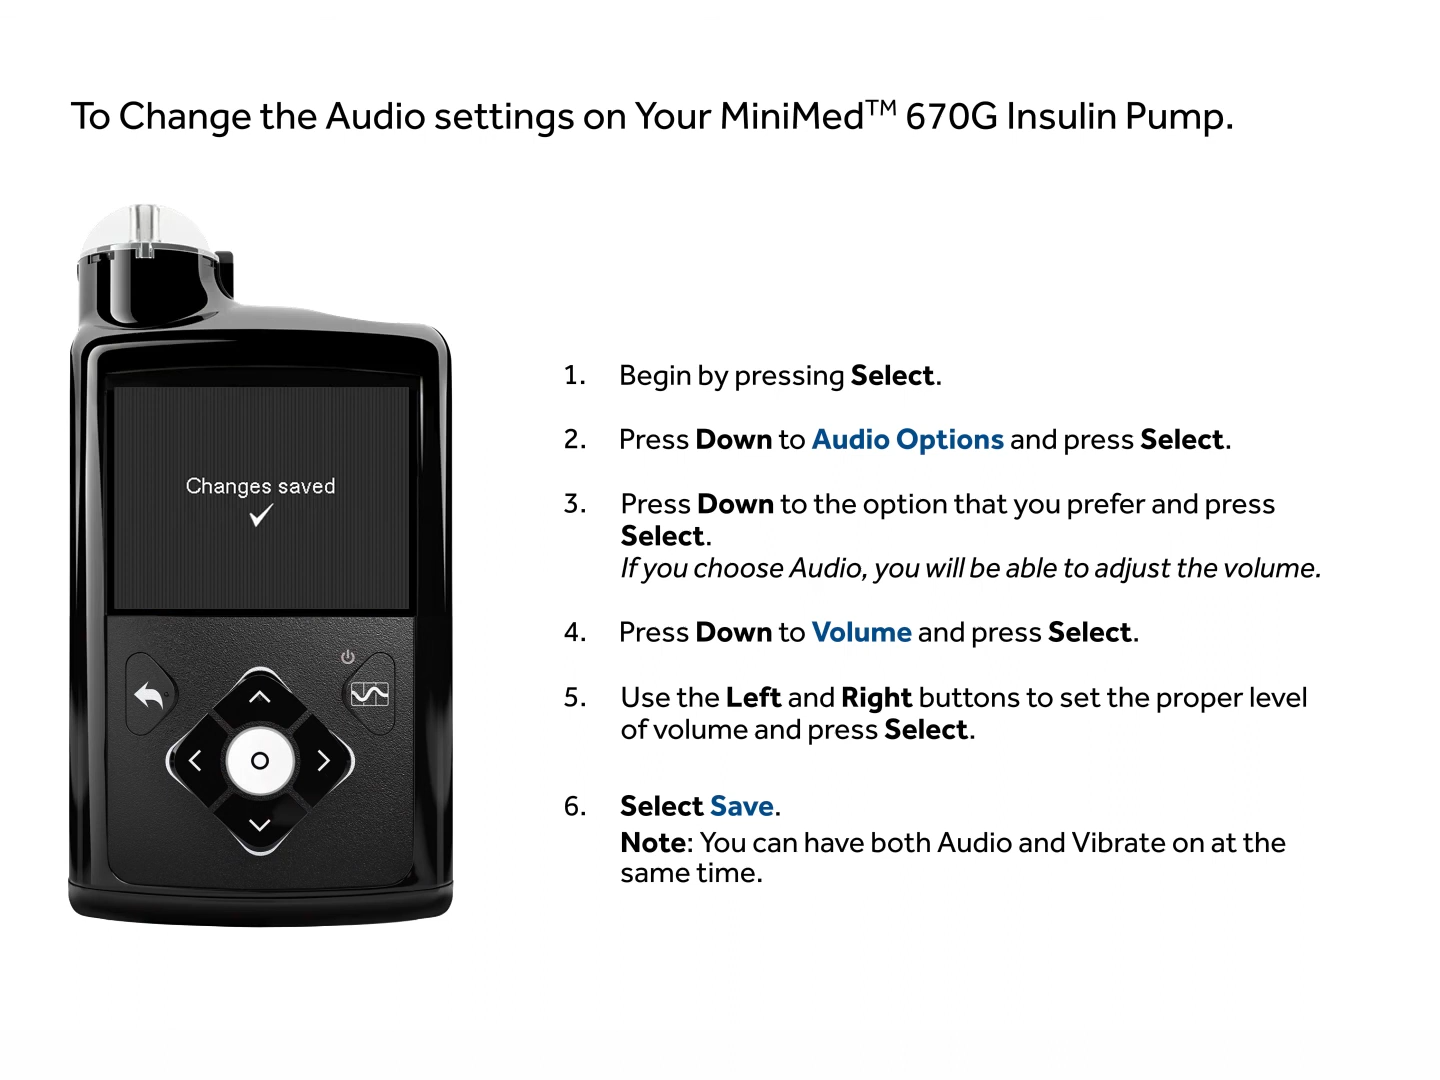 To Change the Audio settings on Your MiniMed™ 670G Insulin Pump.
Changes saved
1. Begin by pressing Select.
2. Press Down to Audio Options and press Select.
3. Press Down to the option that you prefer and press
Select.
If you choose Audio, you will be able to adjust the volume.
4. Press Down to Volume and press Select.
5. Use the Left and Right buttons to set the proper level
of volume and press Select.
6. Select Save.
Note: You can have both Audio and Vibrate on at the
same time.